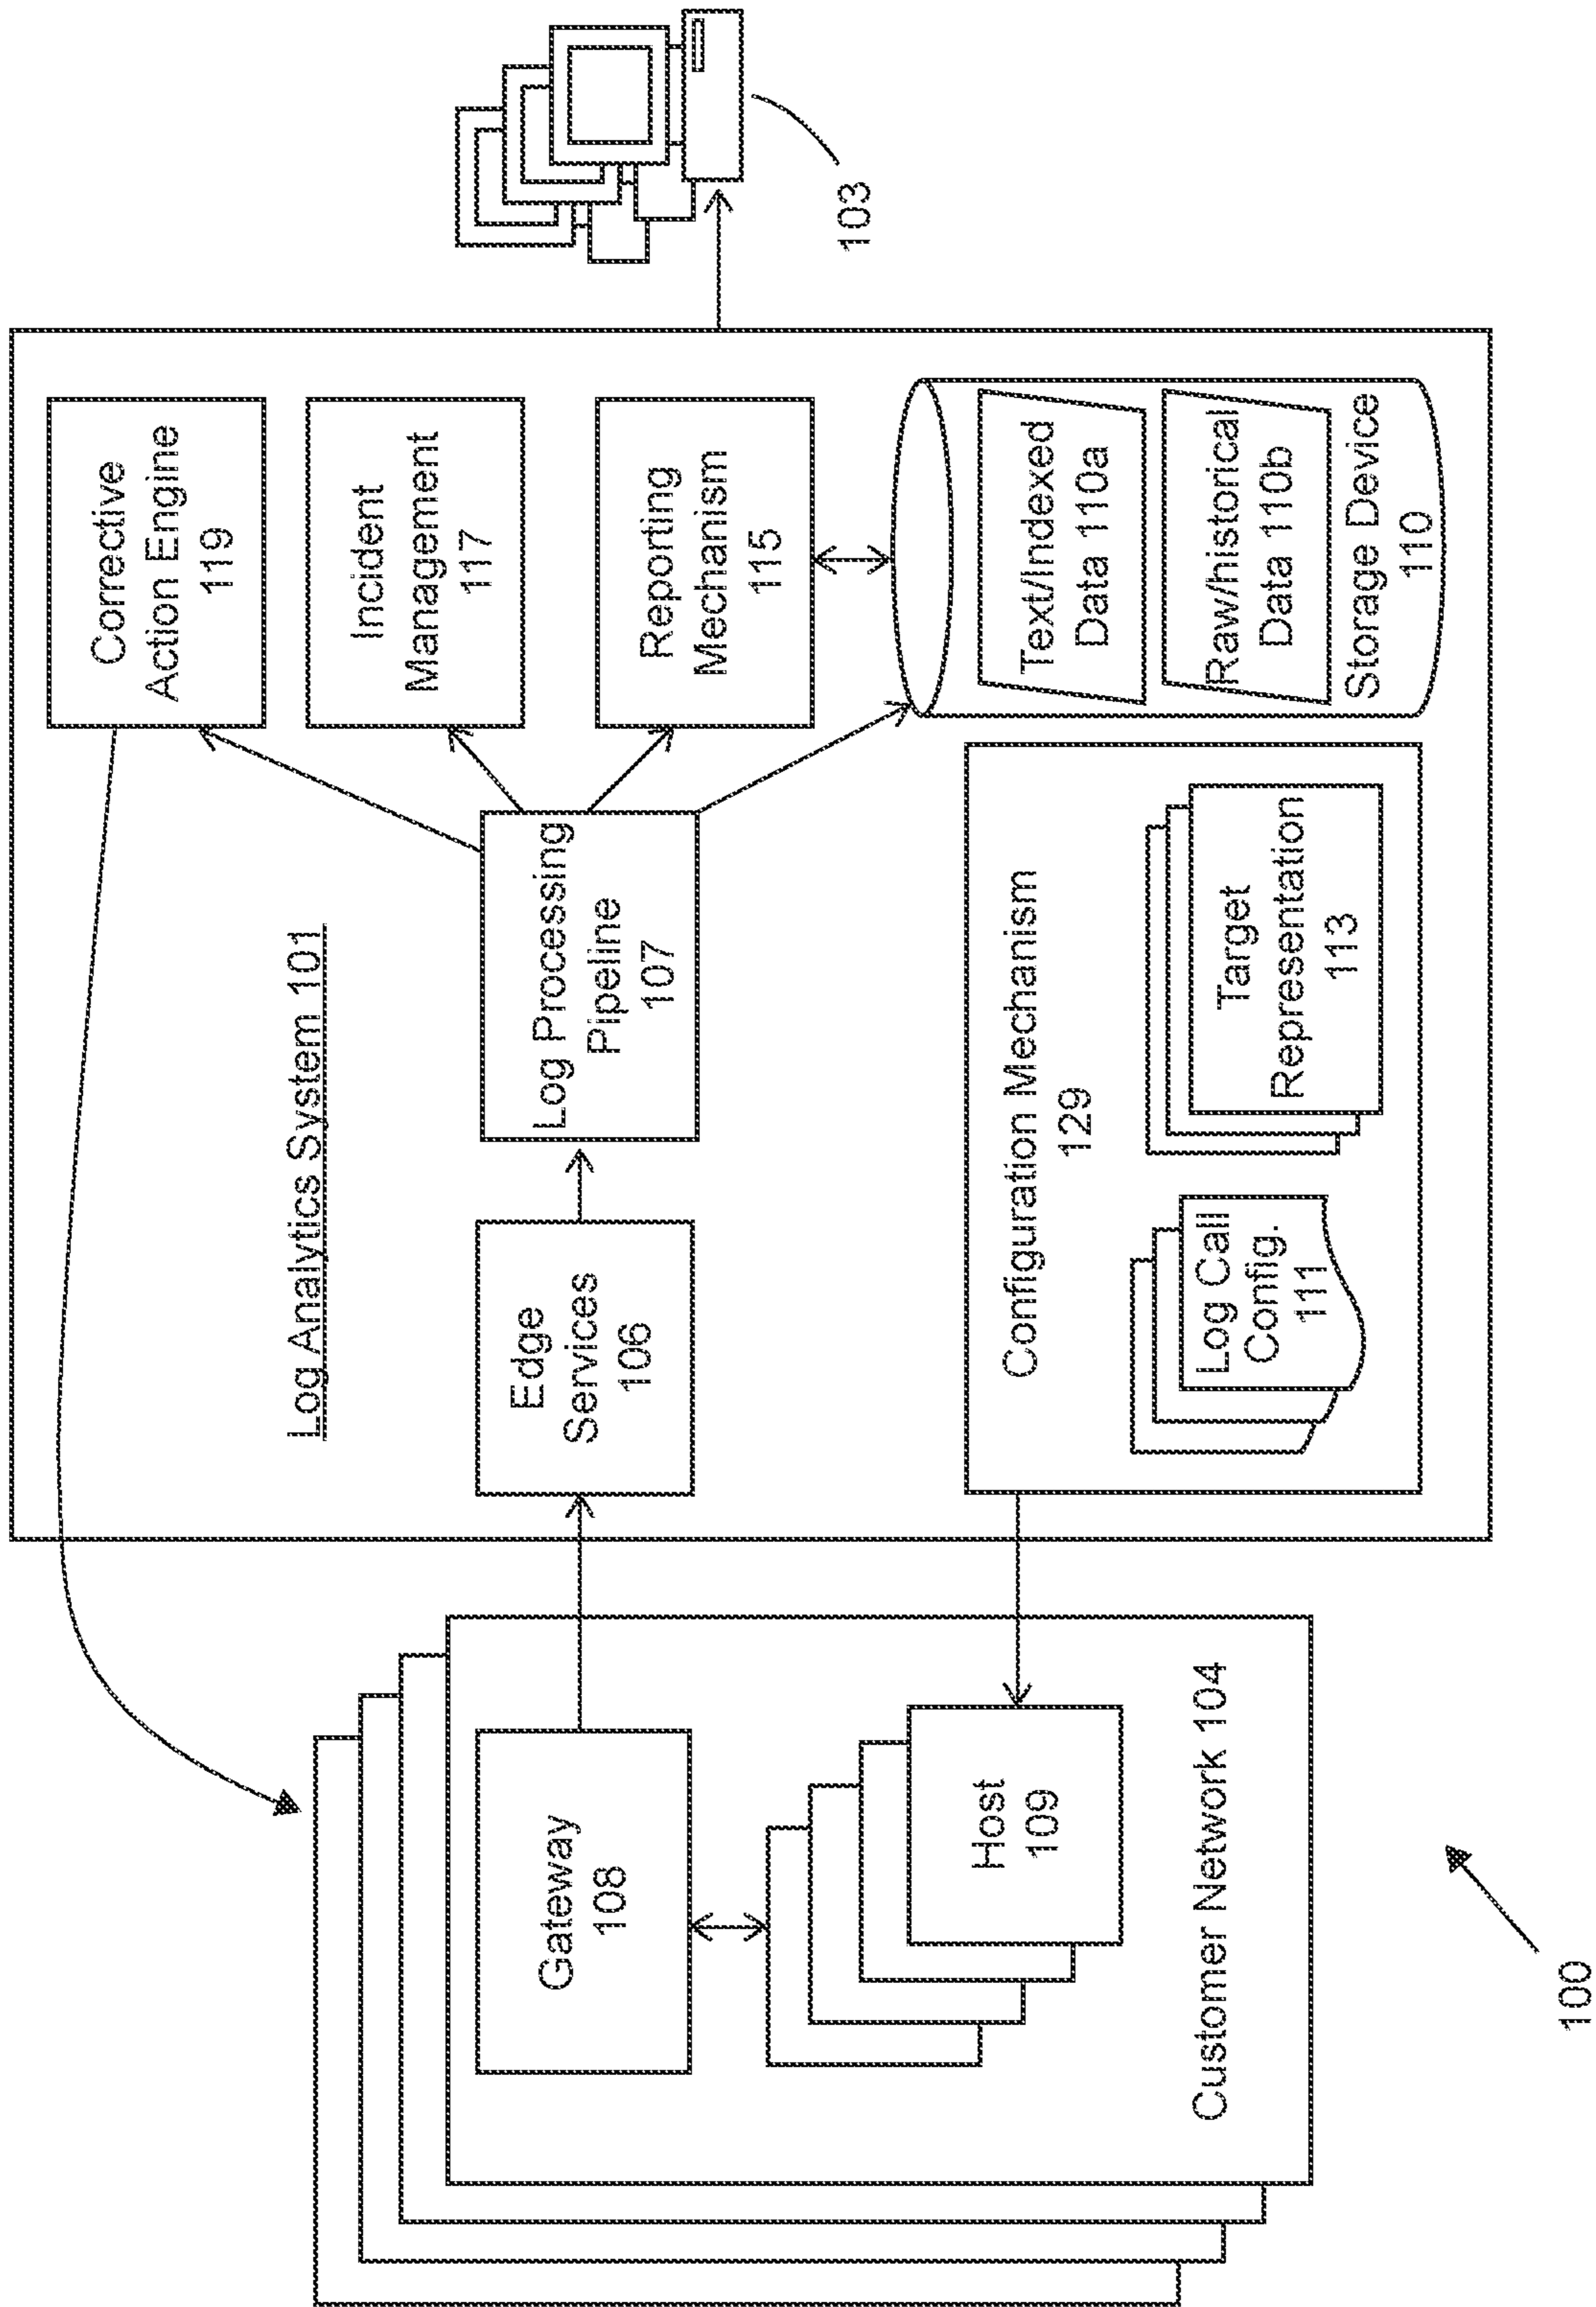 Log Analytics System 101
Corrective
Action Engine
119
Incident
Management
117
Reporting
Mechanism
115
Log Processing
Pipeline
107
Edge
Services
106
Gateway
108
Host
109
Customer Network 104
Configuration Mechanism
129
Log Call
Config.
111
Target
Representation
113
Text/Indexed
Data 110a
Raw/historical
Data 110b
Storage Device
110
103
100